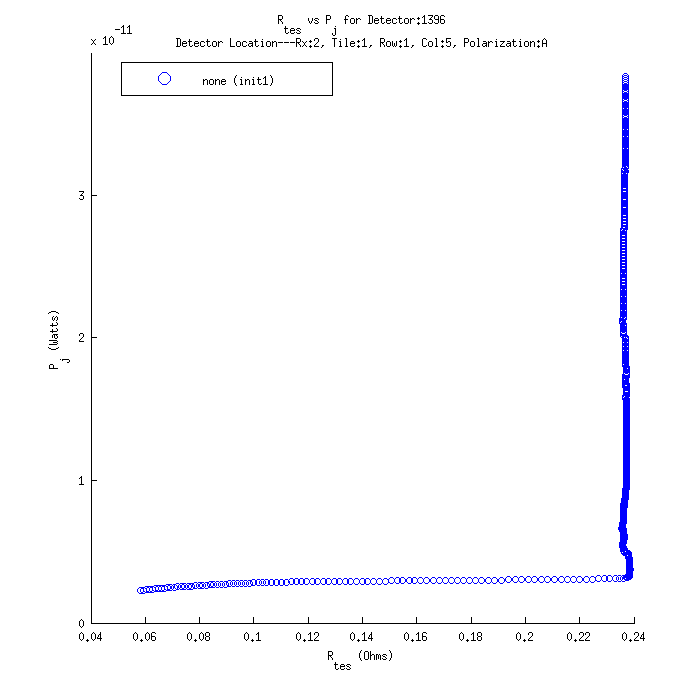 R_tes vs P_j for Detector:1396
x 10^-11
Detector Location---Rx:2, Tile:1, Row:1, Col:5, Polarization:A
none (init1)
3
2
1
0
P_j (Watts)
0.04 0.06 0.08 0.1 0.12 0.14 0.16 0.18 0.2 0.22 0.24
R_tes (Ohms)